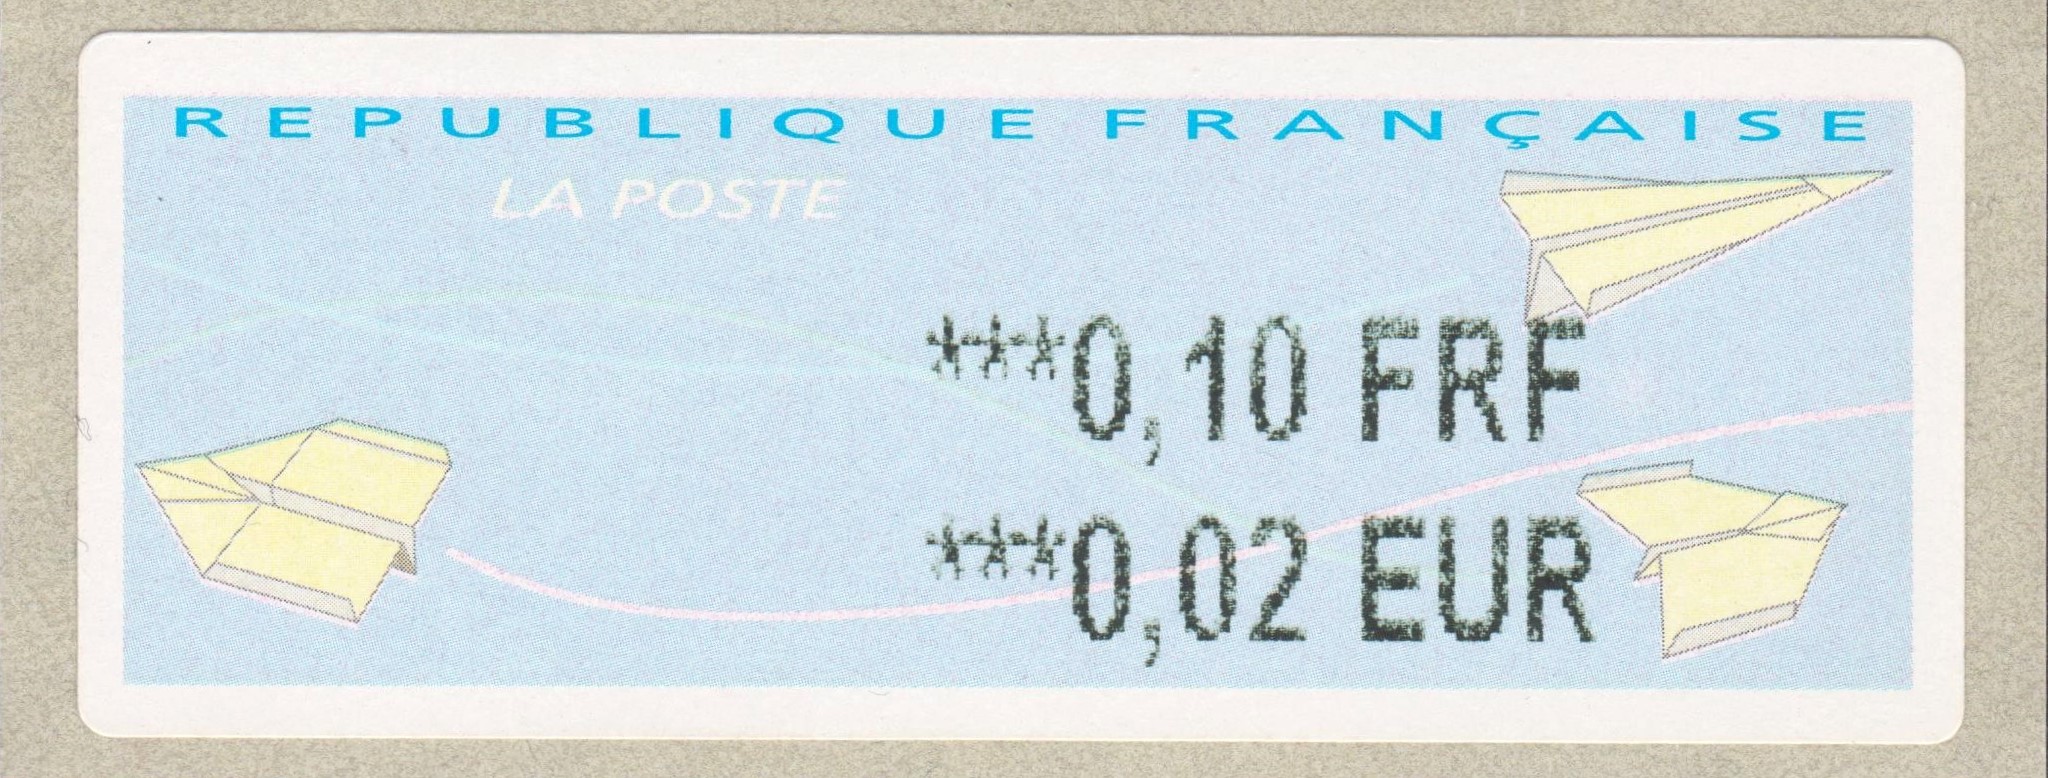 REPUBLIQUE FRANÇAISE
LA POSTE
***0,10 FRF
***0,02 EUR